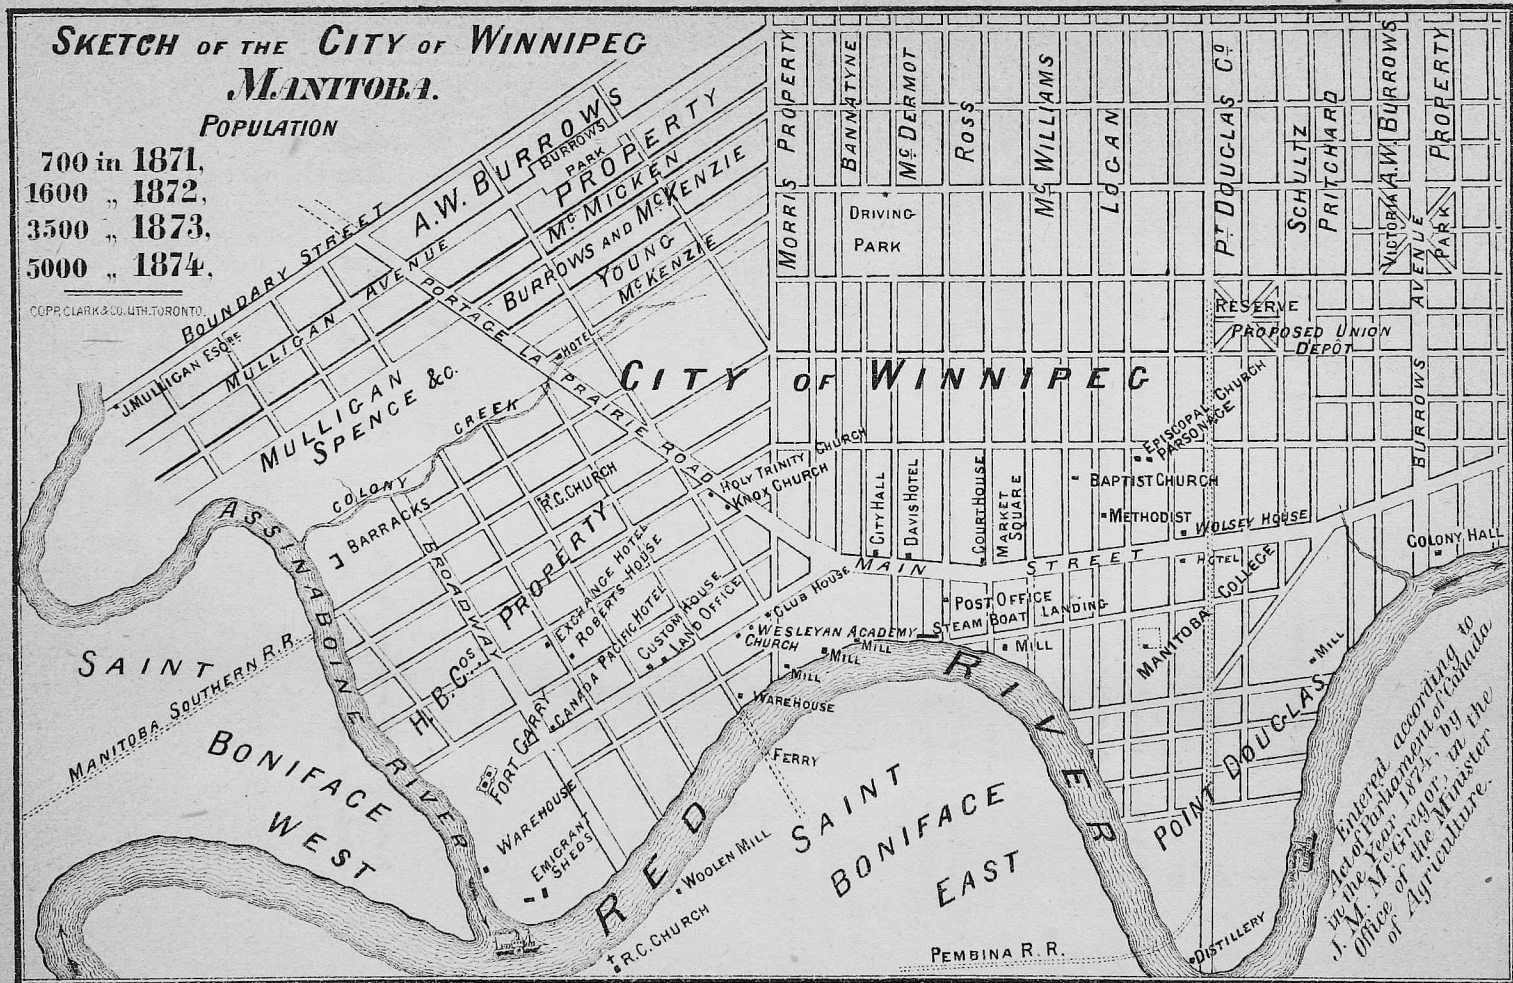 SKETCH OF THE CITY OF WINNIPEG
MANITOBA.
POPULATION
700 in 1871,
1600 „ 1872,
3500 „ 1873,
5000 „ 1874,
COPP, CLARK & CO. LITH. TORONTO.
BOUNDARY STREET
A.W. BURROWS
PROPERTY
BURROWS
PARK
McMICKEN
BURROWS AND McKENZIE
YOUNG
McKENZIE
J. MULLIGAN ESQRE
MULLIGAN AVENUE
MULLIGAN
SPENCE &c.
PORTAGE LA PRAIRIE ROAD
HOTEL
COLONY CREEK
MORRIS PROPERTY
BANNATYNE
McDERMOT
ROSS
McWILLIAMS
LOGAN
PT DOUGLAS Co
SCHULTZ
PRITCHARD
A.W. BURROWS
PROPERTY
VICTORIA
PARK
BURROWS AVENUE
DRIVING
PARK
RESERVE
PROPOSED UNION
DEPÔT
CITY OF WINNIPEG
EPISCOPAL CHURCH
PARSONAGE
HOLY TRINITY CHURCH
KNOX CHURCH
CITY HALL
DAVIS HOTEL
COURT HOUSE
MARKET
SQUARE
BAPTIST CHURCH
METHODIST
WOLSEY HOUSE
HOTEL
COLONY HALL
MAIN STREET
ASSINABOINE RIVER
BARRACKS
BROADWAY
R.C. CHURCH
H.B.Cos PROPERTY
EXCHANGE HOTEL
ROBERTS HOUSE
CANADA PACIFIC HOTEL
CUSTOM HOUSE
LAND OFFICE
CLUB HOUSE
WESLEYAN ACADEMY
CHURCH
POST OFFICE
STEAM BOAT LANDING
MILL
MILL
MILL
MILL
MILL
MANITOBA COLLEGE
WAREHOUSE
FERRY
FORT GARRY
WAREHOUSE
EMIGRANT
SHEDS
SAINT
BONIFACE
WEST
MANITOBA SOUTHERN R.R.
RED RIVER
WOOLEN MILL
R.C. CHURCH
SAINT
BONIFACE
EAST
PEMBINA R.R.
POINT DOUGLAS
DISTILLERY
Entered according to
Act of Parliament of Canada
in the Year 1874, by
J. M. McGregor, in the
Office of the Minister
of Agriculture.